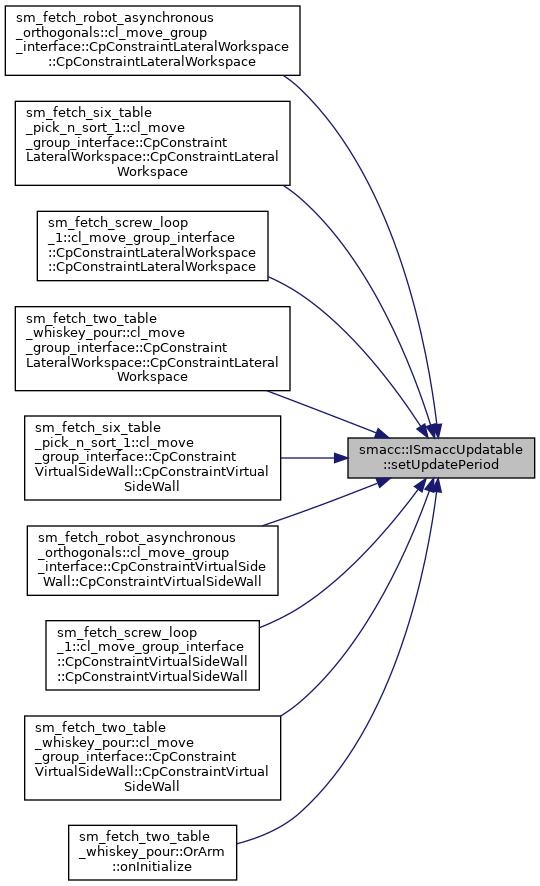 sm_fetch_robot_asynchronous
_orthogonals::cl_move_group
_interface::CpConstraintLateralWorkspace
::CpConstraintLateralWorkspace
sm_fetch_six_table
_pick_n_sort_1::cl_move
_group_interface::CpConstraint
LateralWorkspace::CpConstraintLateral
Workspace
sm_fetch_screw_loop
_1::cl_move_group_interface
::CpConstraintLateralWorkspace
::CpConstraintLateralWorkspace
sm_fetch_two_table
_whiskey_pour::cl_move
_group_interface::CpConstraint
LateralWorkspace::CpConstraintLateral
Workspace
sm_fetch_six_table
_pick_n_sort_1::cl_move
_group_interface::CpConstraint
VirtualSideWall::CpConstraintVirtual
SideWall
smacc::ISmaccUpdatable
::setUpdatePeriod
sm_fetch_robot_asynchronous
_orthogonals::cl_move_group
_interface::CpConstraintVirtualSide
Wall::CpConstraintVirtualSideWall
sm_fetch_screw_loop
_1::cl_move_group_interface
::CpConstraintVirtualSideWall
::CpConstraintVirtualSideWall
sm_fetch_two_table
_whiskey_pour::cl_move
_group_interface::CpConstraint
VirtualSideWall::CpConstraintVirtual
SideWall
sm_fetch_two_table
_whiskey_pour::OrArm
::onInitialize